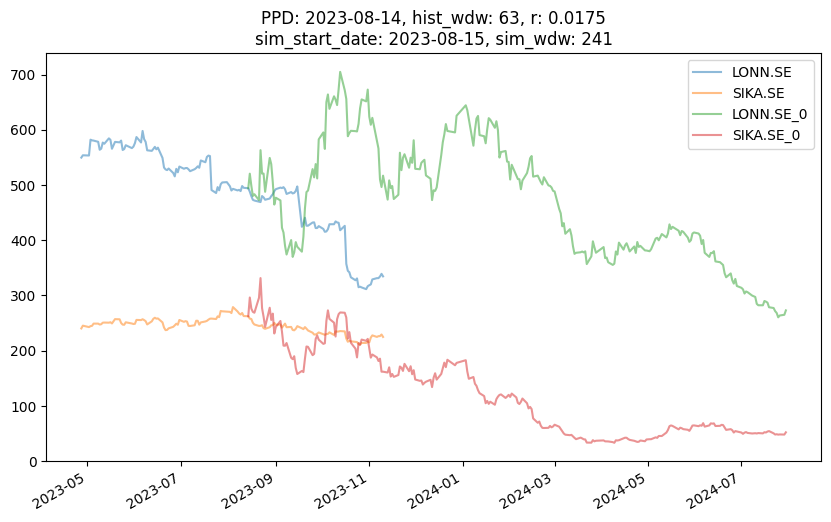 PPD: 2023-08-14, hist_wdw: 63, r: 0.0175
sim_start_date: 2023-08-15, sim_wdw: 241
LONN.SE
SIKA.SE
LONN.SE_0
SIKA.SE_0
700
600
500
400
300
200
100
0
2023-05
2023-07
2023-09
2023-11
2024-01
2024-03
2024-05
2024-07